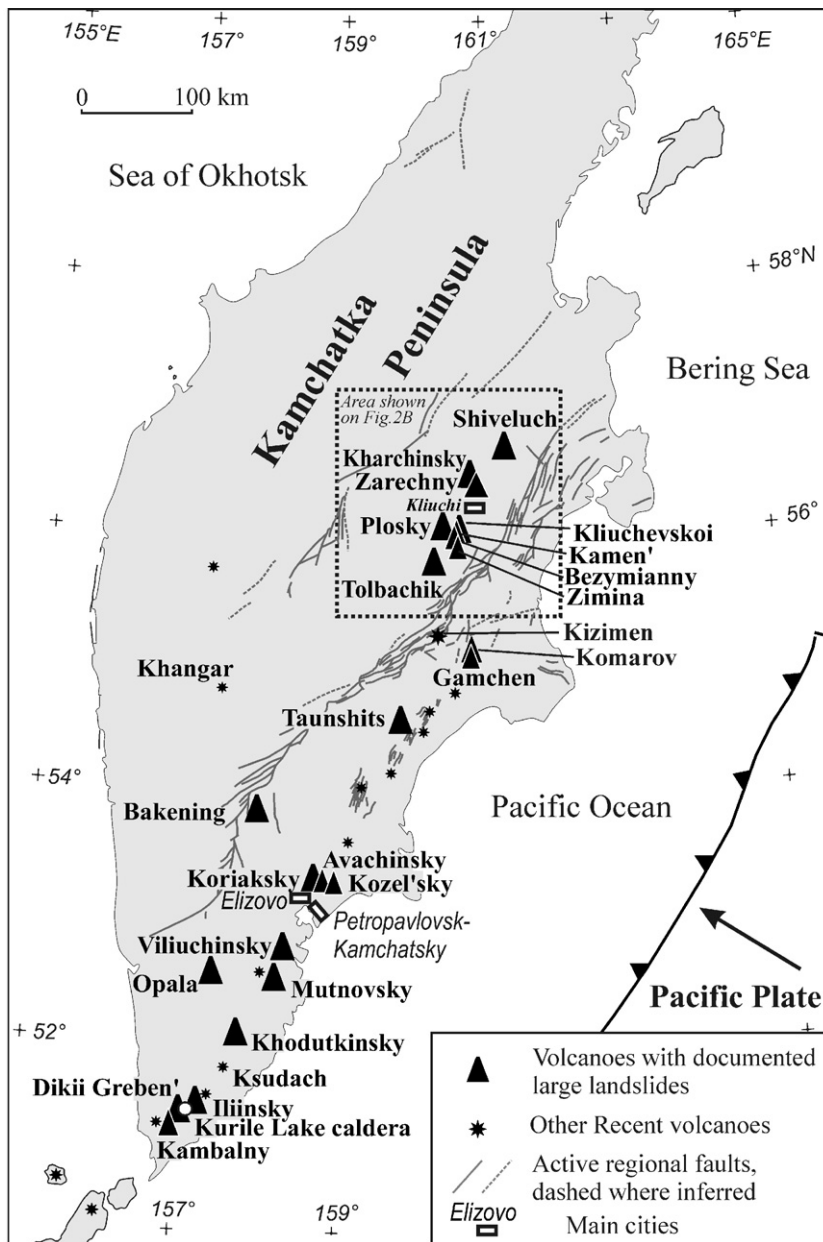 155°E
157°
159°
161°
165°E
0
100 km
Sea of Okhotsk
58°N
Kamchatka
Peninsula
Bering Sea
Area shown
on Fig.2B
Shiveluch
Kharchinsky
Zarechny
Kliuchi
56°
Plosky
Kliuchevskoi
Kamen'
Bezymianny
Tolbachik
Zimina
Kizimen
Khangar
Komarov
Gamchen
Taunshits
54°
Pacific Ocean
Bakening
Avachinsky
Koriaksky
Kozel'sky
Elizovo
Petropavlovsk-
Kamchatsky
Viliuchinsky
Opala
Mutnovsky
Pacific Plate
52°
Khodutkinsky
Ksudach
Dikii Greben'
Iliinsky
Kurile Lake caldera
Kambalny
157°
159°
Volcanoes with documented
large landslides
Other Recent volcanoes
Active regional faults,
dashed where inferred
Elizovo
Main cities